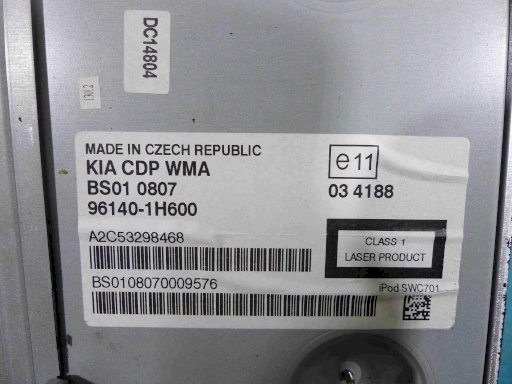 DC14804
MADE IN CZECH REPUBLIC
KIA CDP WMA
BS01 0807
96140-1H600
e11
03 4188
A2C53298468
CLASS 1
LASER PRODUCT
BS0108070009576
iPod SWC701